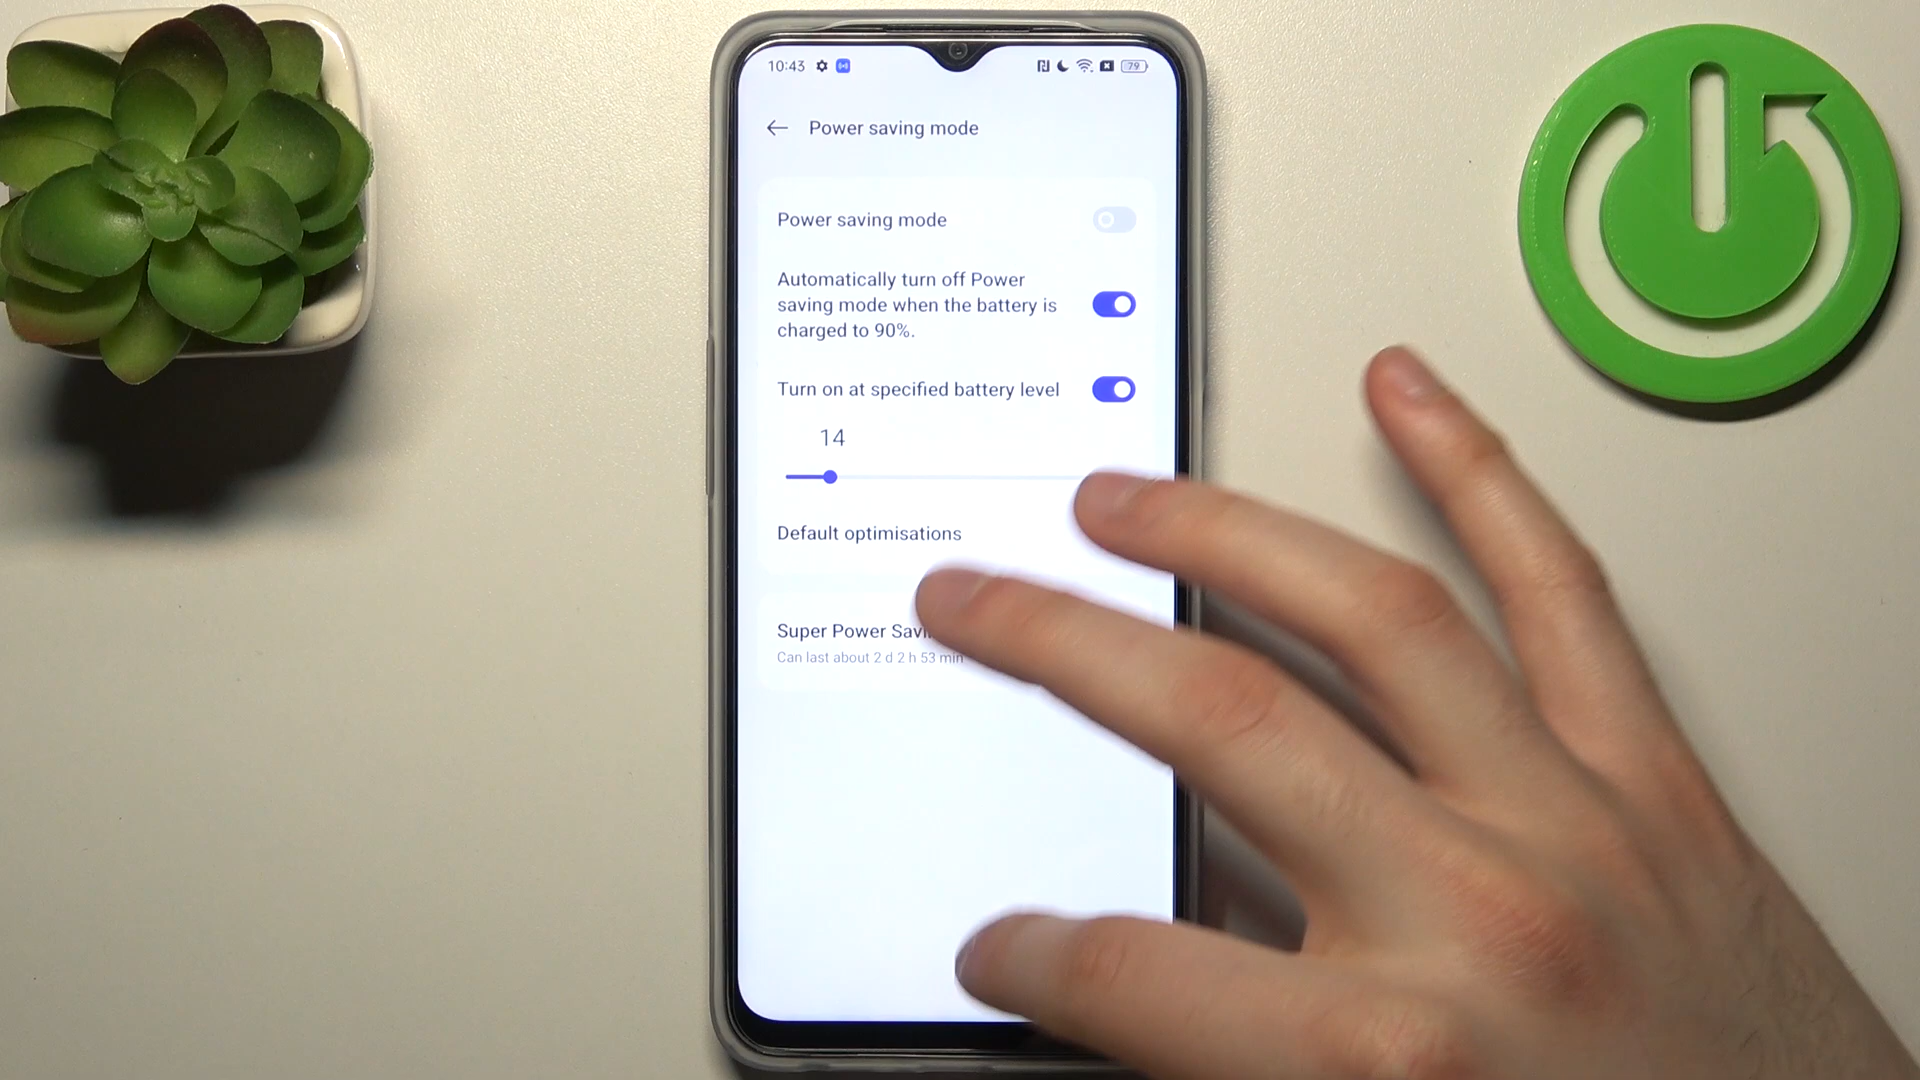 10:43
79
Power saving mode
Power saving mode
Automatically turn off Power
saving mode when the battery is
charged to 90%.
Turn on at specified battery level
14
Default optimisations
Super Power
Can last about 2 d 2 h 53 min